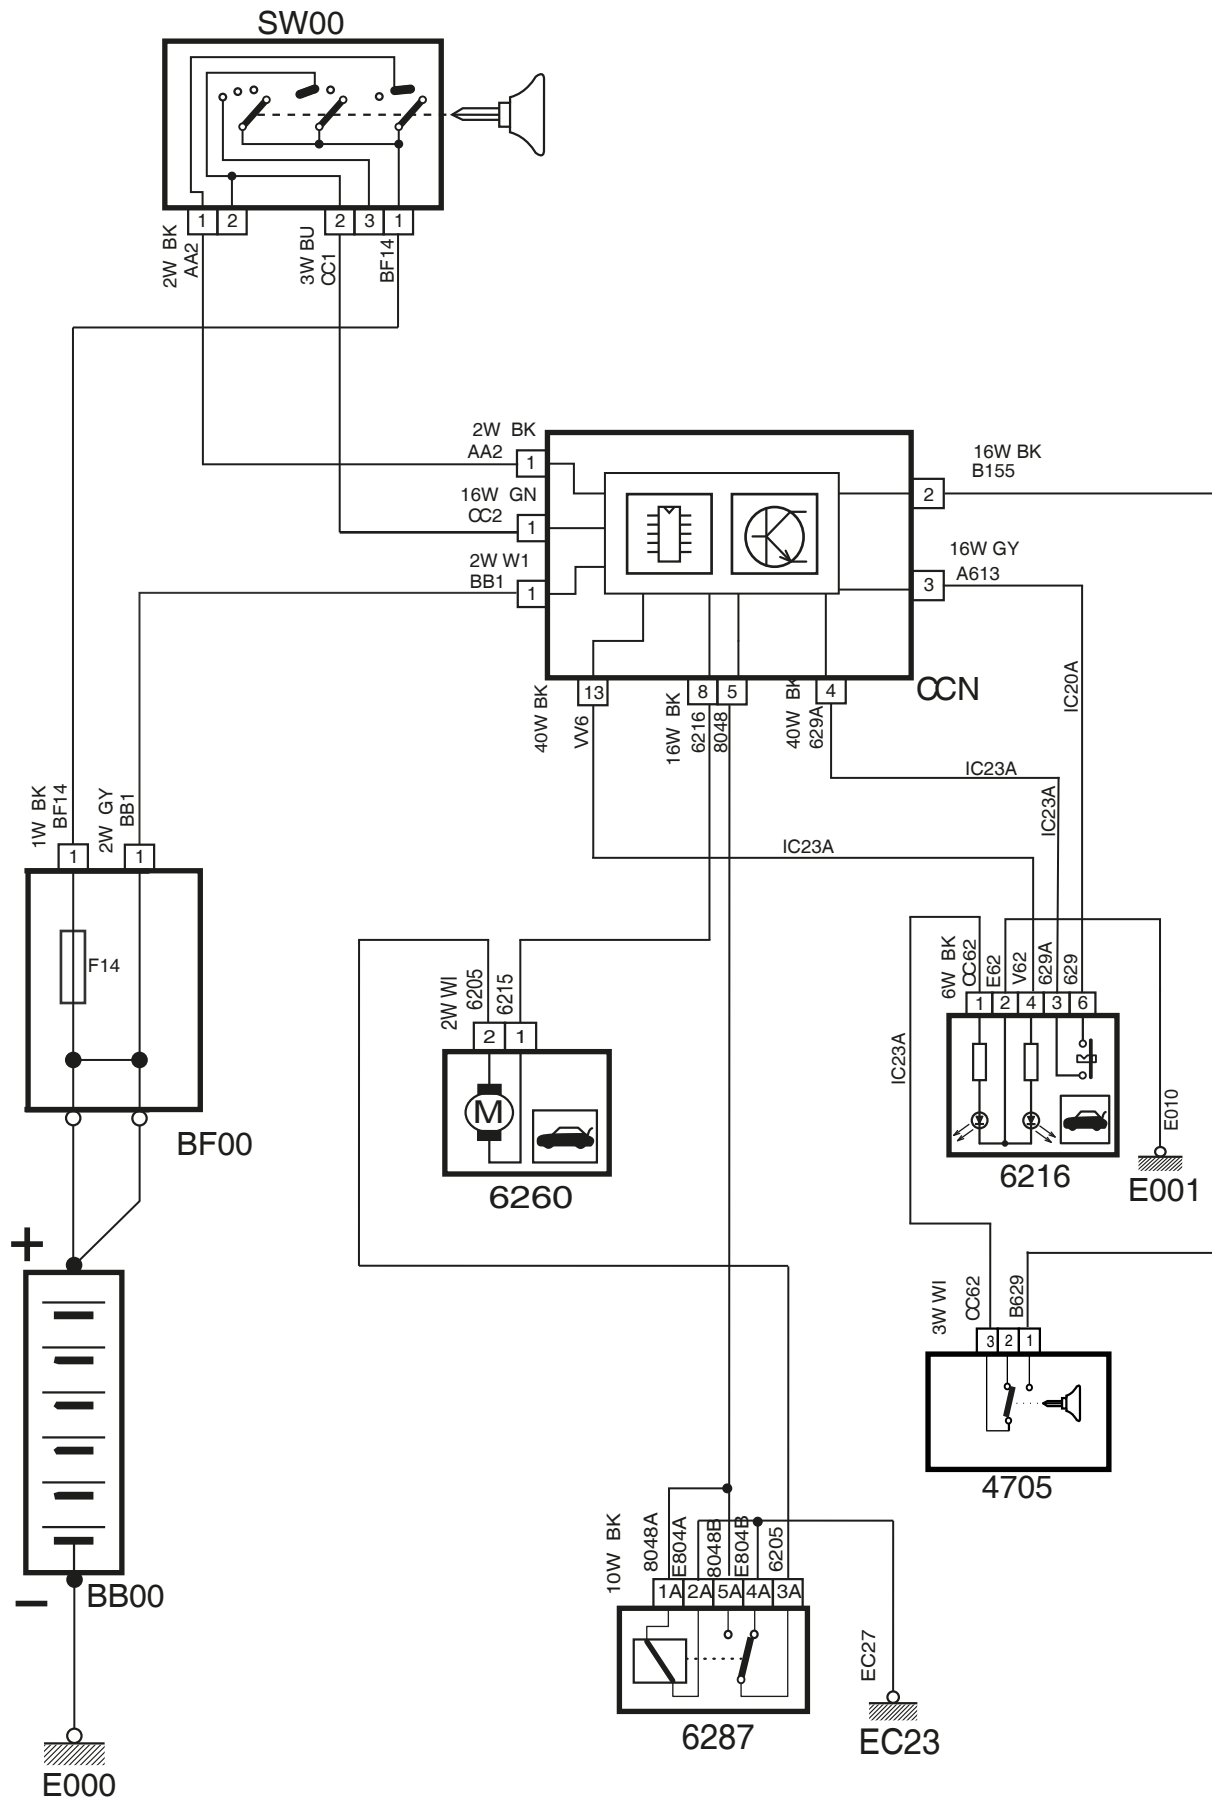 SW00
1 2 2 3 1
2W BK
AA2
3W BU
CC1
BF14
2W BK
AA2
1
16W GN
CC2
1
2W W1
BB1
1
16W BK
B155
2
16W GY
A613
3
CCN
13
8
5
4
40W BK
VV6
16W BK
6216
8048
40W BK
629A
IC20A
IC23A
IC23A
IC23A
1W BK
BF14
2W GY
BB1
1
1
F14
BF00
2W WI
6205
6215
2 1
M
6260
6W BK
CC62
E62
V62
629A
629
1 2 4 3 6
IC23A
E010
6216
E001
3W WI
CC62
B629
3 2 1
4705
+
BB00
−
E000
10W BK
8048A
E804A
8048B
E804B
6205
1A 2A 5A 4A 3A
6287
EC27
EC23